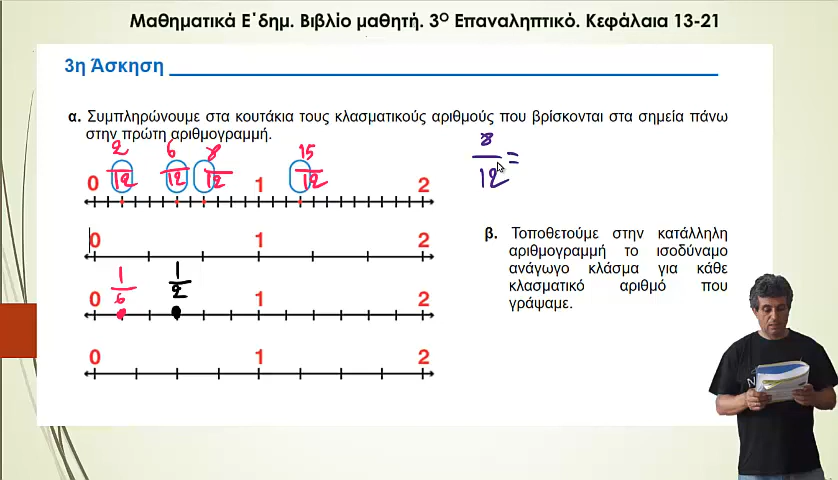 Μαθηματικά Ε΄δημ. Βιβλίο μαθητή. 3ο Επαναληπτικό. Κεφάλαια 13-21
3η Άσκηση
α. Συμπληρώνουμε στα κουτάκια τους κλασματικούς αριθμούς που βρίσκονται στα σημεία πάνω
στην πρώτη αριθμογραμμή.
2 6 8 15
0 12 12 12 1 12 2
8
12 =
0 1 2
β. Τοποθετούμε στην κατάλληλη
αριθμογραμμή το ισοδύναμο
ανάγωγο κλάσμα για κάθε
κλασματικό αριθμό που
γράψαμε.
1 1
6 2
0 1 2
0 1 2